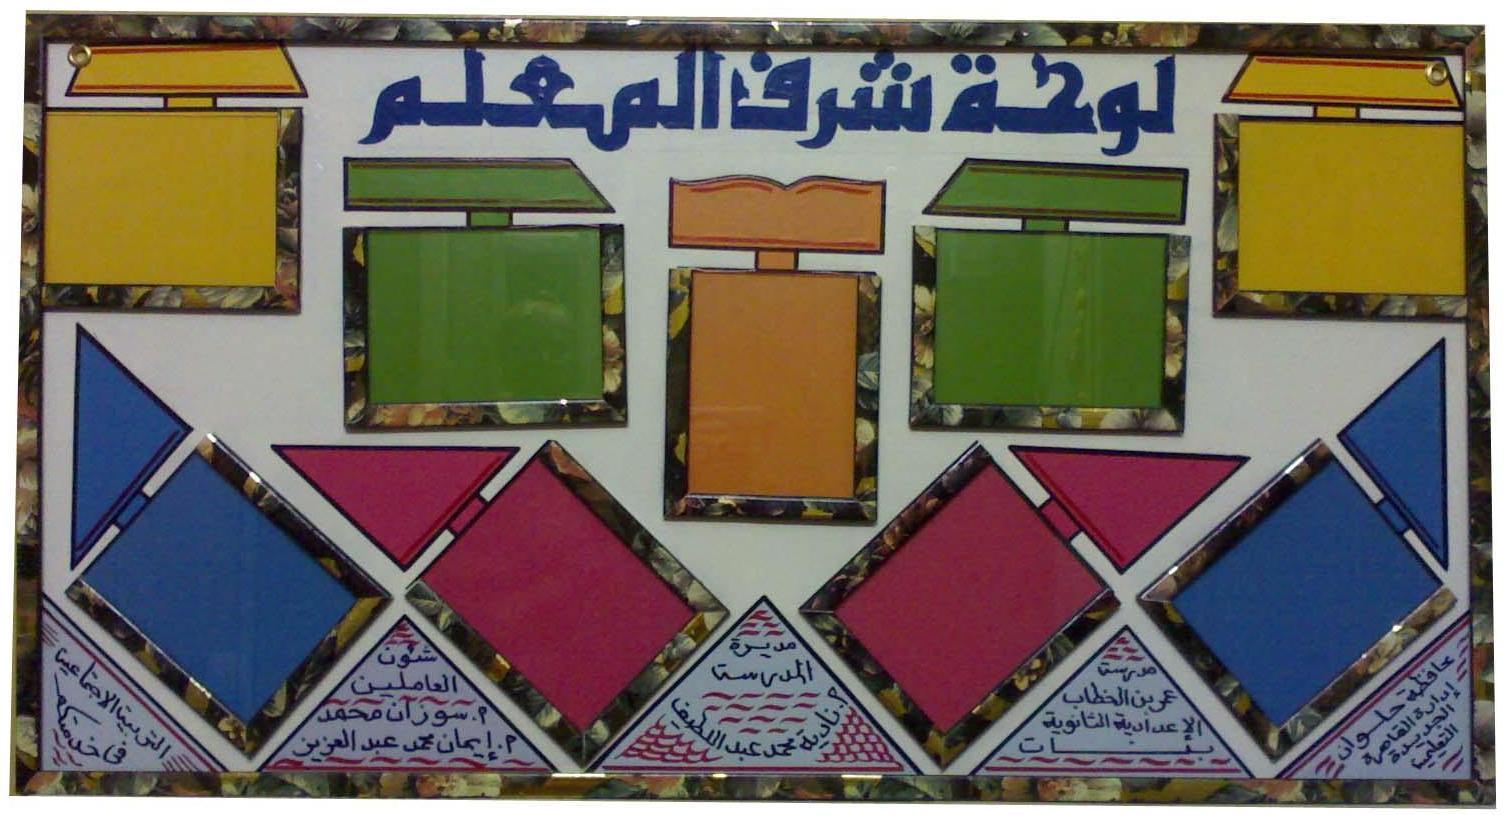 لوحة شرف المعلم
محافظة حلوان
إدارة القاهرة
الجديدة
التعليمية
مدرسة
عمر بن الخطاب
الإعدادية الثانوية
بنات
مديرة
المدرسة
أ. نادية محمد عبد اللطيف
شئون
العاملين
م. سوزان محمد
م. إيمان محمد عبد العزيز
التربية الاجتماعية
فى خدمتكم